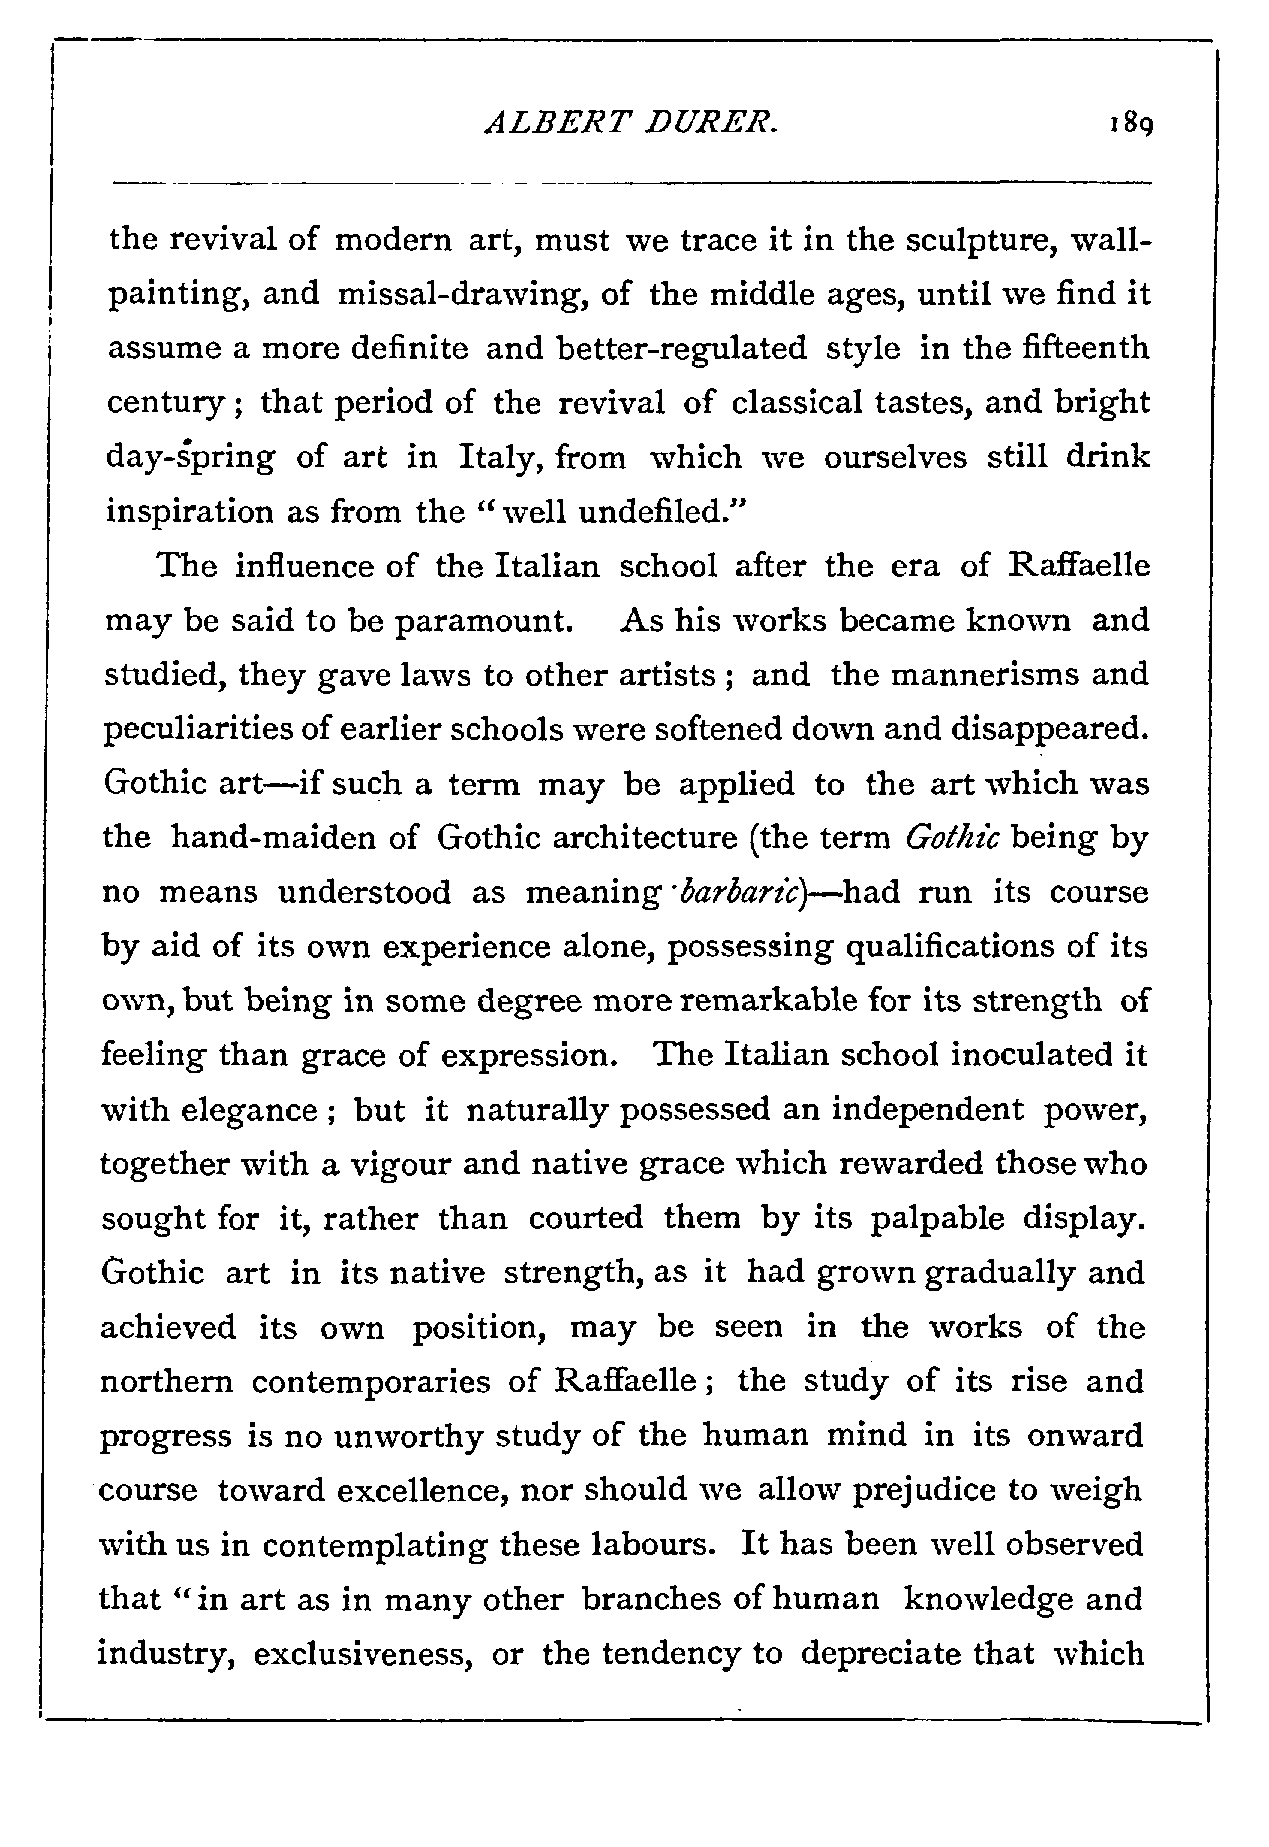 ALBERT DURER. 189
the revival of modern art, must we trace it in the sculpture, wall-
painting, and missal-drawing, of the middle ages, until we find it
assume a more definite and better-regulated style in the fifteenth
century ; that period of the revival of classical tastes, and bright
day-spring of art in Italy, from which we ourselves still drink
inspiration as from the “ well undefiled.”
The influence of the Italian school after the era of Raffaelle
may be said to be paramount. As his works became known and
studied, they gave laws to other artists ; and the mannerisms and
peculiarities of earlier schools were softened down and disappeared.
Gothic art—if such a term may be applied to the art which was
the hand-maiden of Gothic architecture (the term Gothic being by
no means understood as meaning barbaric)—had run its course
by aid of its own experience alone, possessing qualifications of its
own, but being in some degree more remarkable for its strength of
feeling than grace of expression. The Italian school inoculated it
with elegance ; but it naturally possessed an independent power,
together with a vigour and native grace which rewarded those who
sought for it, rather than courted them by its palpable display.
Gothic art in its native strength, as it had grown gradually and
achieved its own position, may be seen in the works of the
northern contemporaries of Raffaelle ; the study of its rise and
progress is no unworthy study of the human mind in its onward
course toward excellence, nor should we allow prejudice to weigh
with us in contemplating these labours. It has been well observed
that “ in art as in many other branches of human knowledge and
industry, exclusiveness, or the tendency to depreciate that which